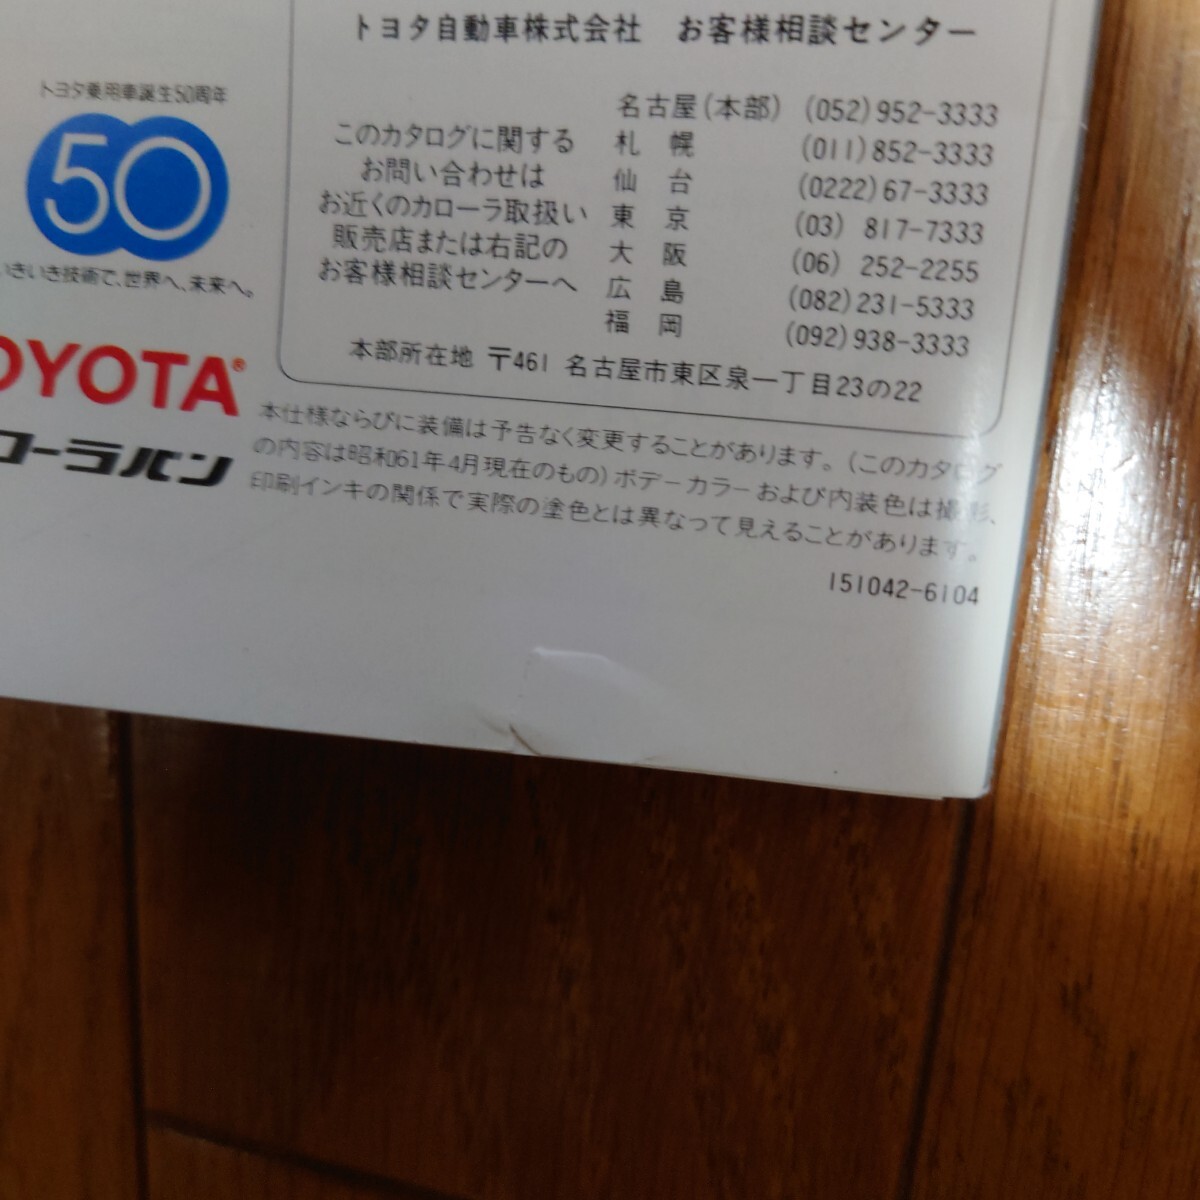 トヨタ自動車株式会社 お客様相談センター
トヨタ乗用車誕生50周年
50
いきいき技術で、世界へ、未来へ。
このカタログに関する
お問い合わせは
お近くのカローラ取扱い
販売店または右記の
お客様相談センターへ
名古屋(本部) (052)952-3333
札幌 (011)852-3333
仙台 (0222)67-3333
東京 (03) 817-7333
大阪 (06) 252-2255
広島 (082)231-5333
福岡 (092)938-3333
本部所在地 〒461 名古屋市東区泉一丁目23の22
OYOTA®
ローラバン
本仕様ならびに装備は予告なく変更することがあります。(このカタログ
の内容は昭和61年4月現在のもの) ボデーカラーおよび内装色は撮影、
印刷インキの関係で実際の塗色とは異なって見えることがあります。
151042-6104